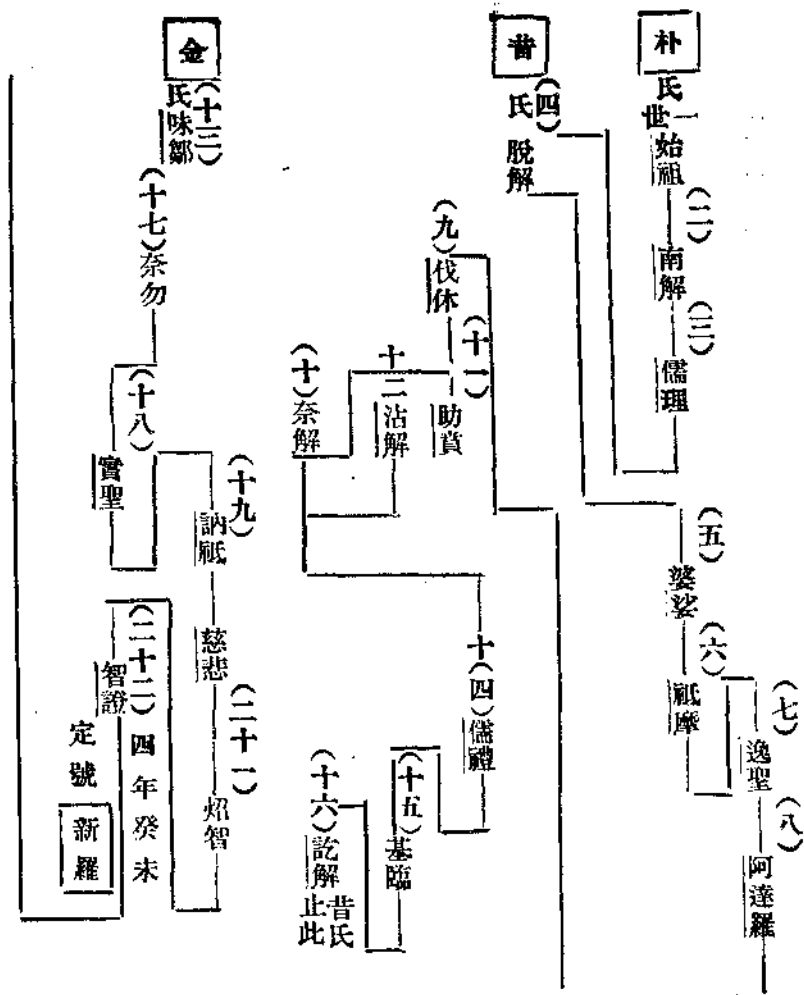 朴
氏一世始祖
(二)南解
(三)儒理
(五)婆娑
(六)祗摩
(七)逸聖
(八)阿達羅
昔
氏(四)脫解
(九)伐休
(十一)助賁
十二沾解
(十)奈解
十(四)儒禮
(十五)基臨
(十六)訖解
昔氏止此
金
氏(十三)味鄒
(十七)奈勿
(十八)實聖
(十九)訥祗
慈悲
(二十一)炤智
(二十二)智證
四年癸未
定號新羅